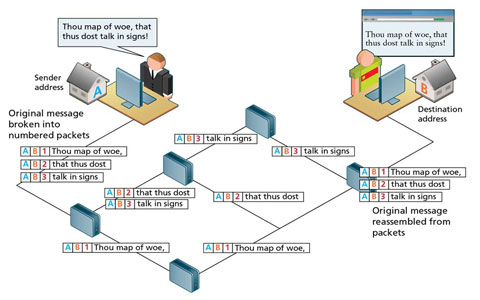 Thou map of woe, that
thus dost talk in signs!
Thou map of woe, that
thus dost talk in signs!
Sender
address
A
B
Destination
address
Original message
broken into
numbered packets
A B 1 Thou map of woe,
A B 2 that thus dost
A B 3 talk in signs
A B 3 talk in signs
A B 3 talk in signs
A B 2 that thus dost
A B 3 talk in signs
A B 2 that thus dost
A B 1 Thou map of woe,
A B 1 Thou map of woe,
A B 1 Thou map of woe,
A B 2 that thus dost
A B 3 talk in signs
Original message
reassembled from
packets